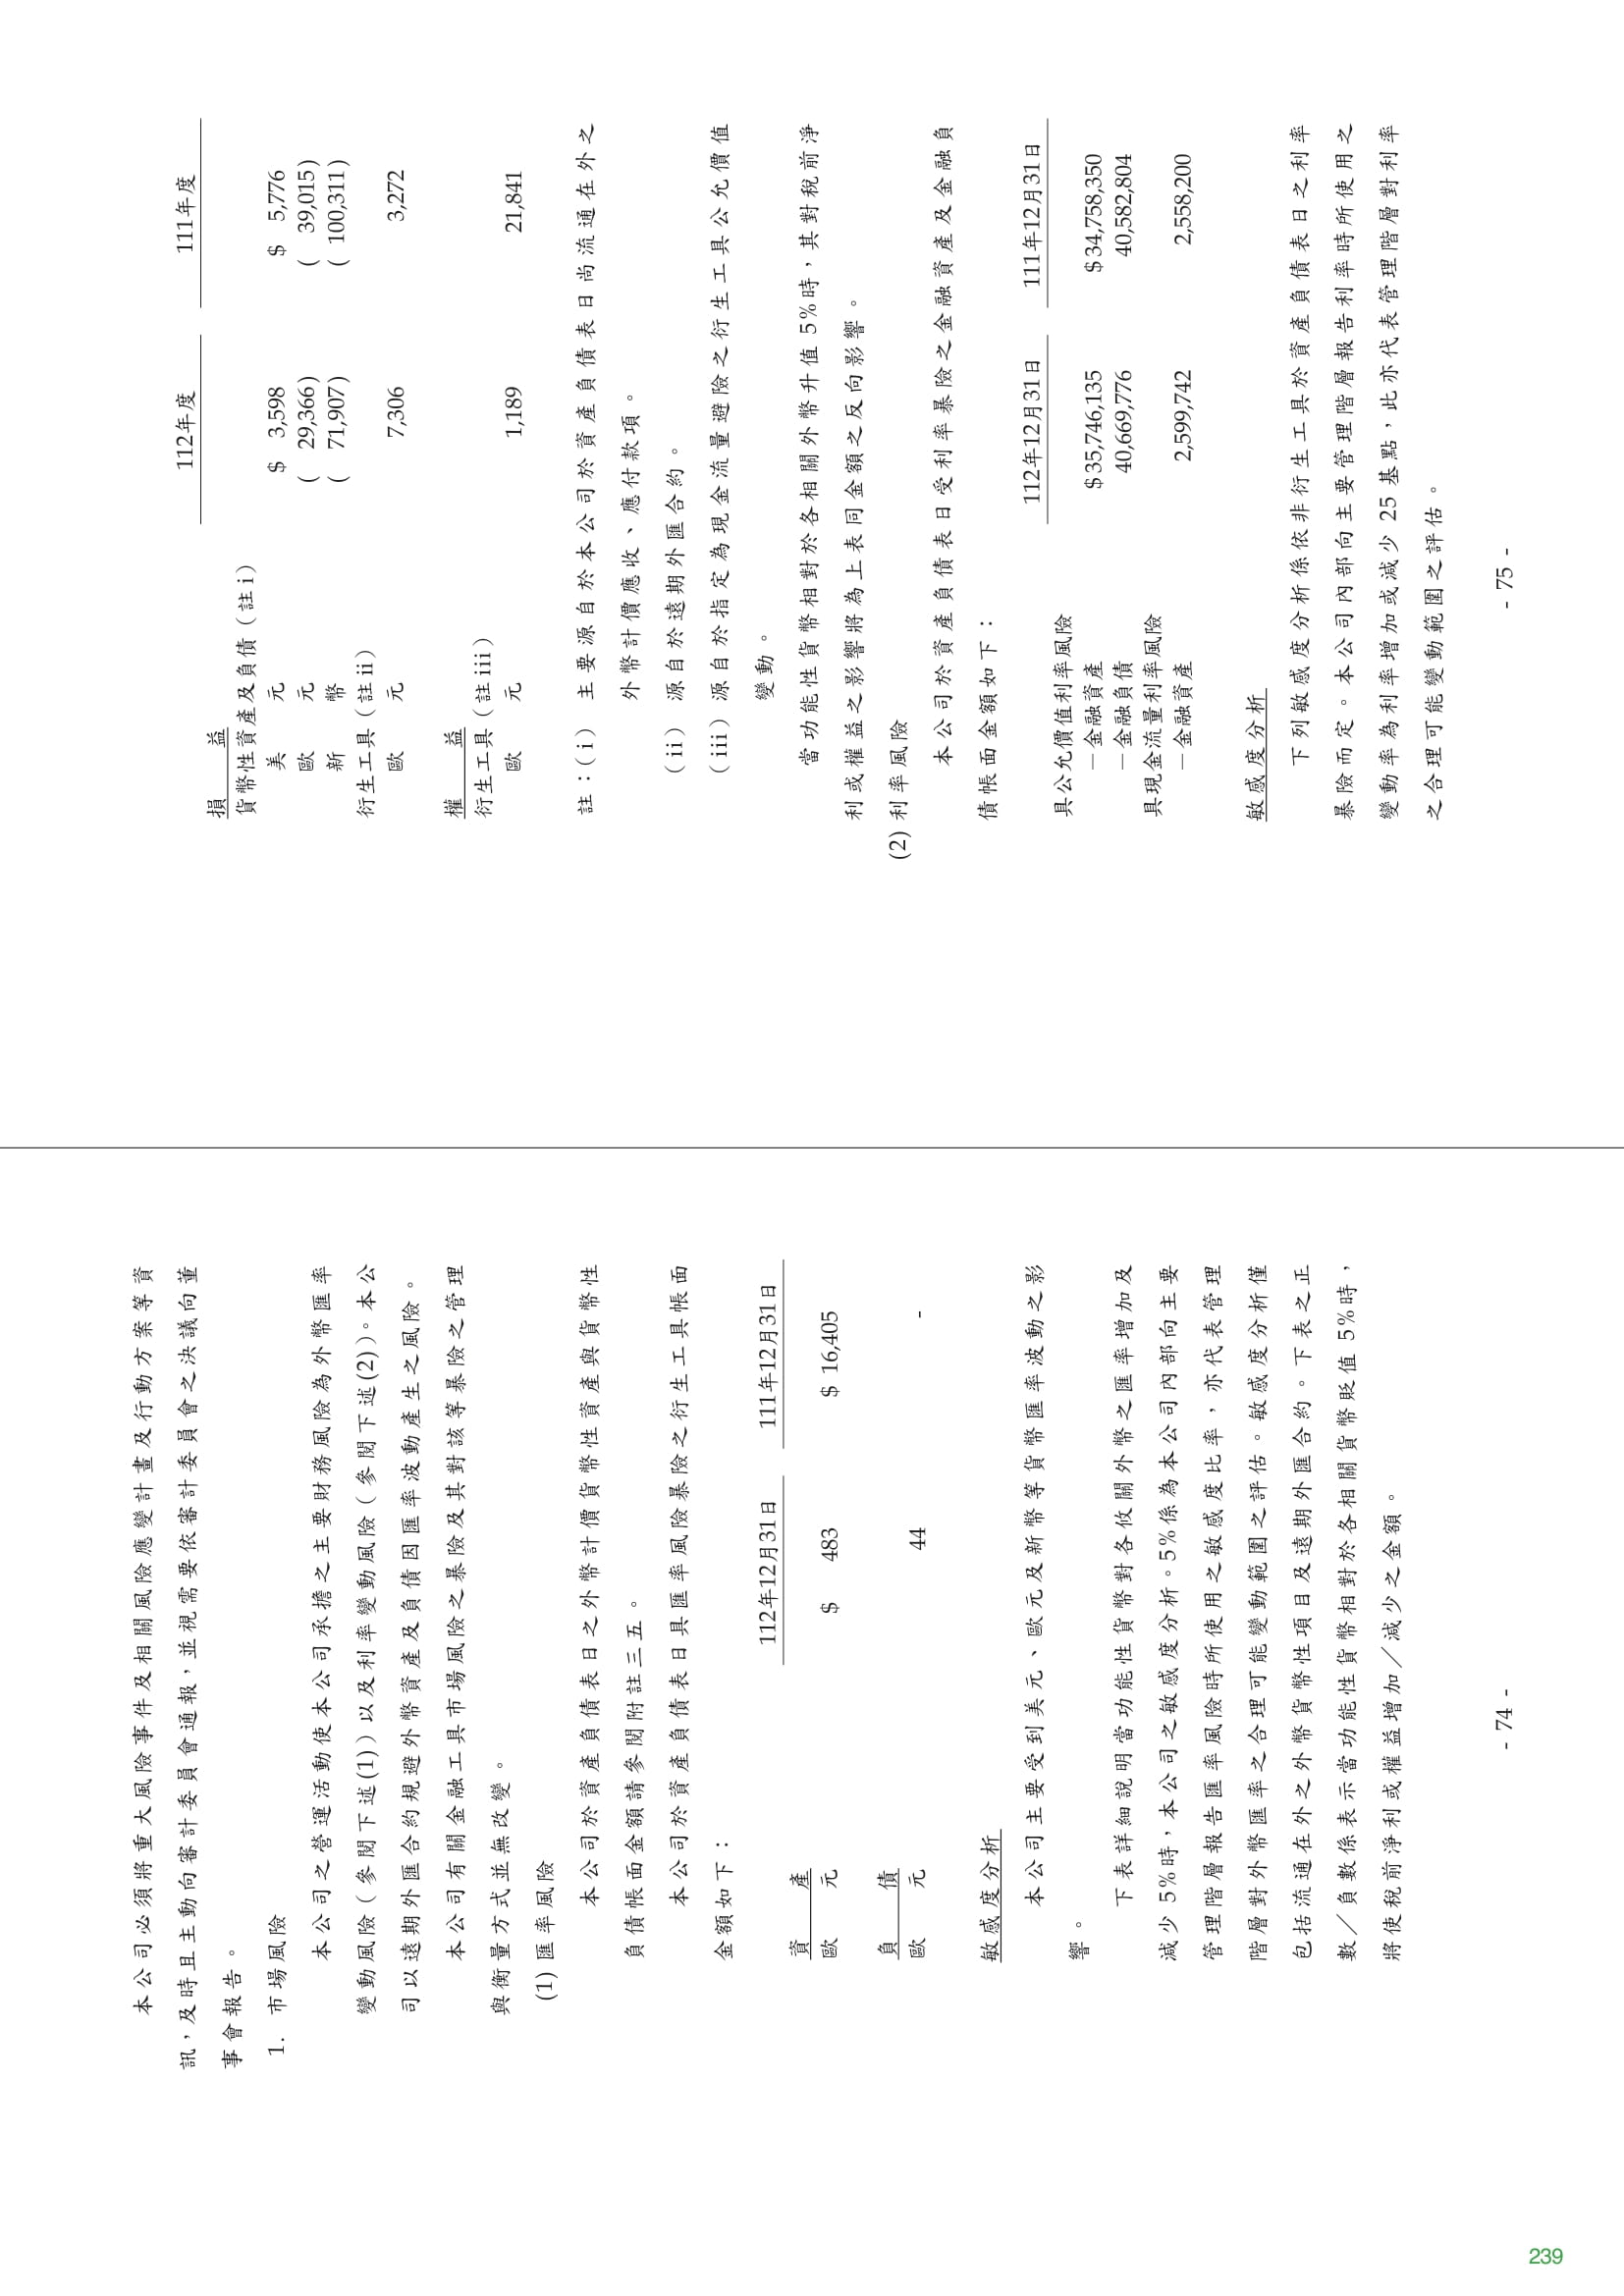 本公司必須將重大風險事件及相關風險應變計畫及行動方案等資
訊，及時且主動向審計委員會通報，並視需要依審計委員會之決議向董
事會報告。
1. 市場風險
本公司之營運活動使本公司承擔之主要財務風險為外幣匯率
變動風險（參閱下述(1)）以及利率變動風險（參閱下述(2)）。本公
司以遠期外匯合約規避外幣資產及負債因匯率波動產生之風險。
本公司有關金融工具市場風險之暴險及其對該等暴險之管理
與衡量方式並無改變。
(1) 匯率風險
本公司於資產負債表日之外幣計價貨幣性資產與貨幣性
負債帳面金額請參閱附註三五。
本公司於資產負債表日具匯率風險暴險之衍生工具帳面
金額如下：
112年12月31日 111年12月31日
資產
歐元 $ 483 $ 16,405
負債
歐元 44 -
敏感度分析
本公司主要受到美元、歐元及新幣等貨幣匯率波動之影
響。
下表詳細說明當功能性貨幣對各攸關外幣之匯率增加及
減少 5%時，本公司之敏感度分析。5%係為本公司內部向主要
管理階層報告匯率風險時所使用之敏感度比率，亦代表管理
階層對外幣匯率之合理可能變動範圍之評估。敏感度分析僅
包括流通在外之外幣貨幣性項目及遠期外匯合約。下表之正
數／負數係表示當功能性貨幣相對於各相關貨幣貶值 5%時，
將使稅前淨利或權益增加／減少之金額。
- 74 -
112年度 111年度
損益
貨幣性資產及負債（註 i）
美元 $ 3,598 $ 5,776
歐元 ( 29,366) ( 39,015)
新幣 ( 71,907) ( 100,311)
衍生工具（註 ii）
歐元 7,306 3,272
權益
衍生工具（註 iii）
歐元 1,189 21,841
註：(i) 主要源自於本公司於資產負債表日尚流通在外之
外幣計價應收、應付款項。
(ii) 源自於遠期外匯合約。
(iii) 源自於指定為現金流量避險之衍生工具公允價值
變動。
當功能性貨幣相對於各相關外幣升值 5%時，其對稅前淨
利或權益之影響將為上表同金額之反向影響。
(2) 利率風險
本公司於資產負債表日受利率暴險之金融資產及金融負
債帳面金額如下：
112年12月31日 111年12月31日
具公允價值利率風險
－金融資產 $ 35,746,135 $ 34,758,350
－金融負債 40,669,776 40,582,804
具現金流量利率風險
－金融資產 2,599,742 2,558,200
敏感度分析
下列敏感度分析係依非衍生工具於資產負債表日之利率
暴險而定。本公司內部向主要管理階層報告利率時所使用之
變動率為利率增加或減少 25 基點，此亦代表管理階層對利率
之合理可能變動範圍之評估。
- 75 -
239